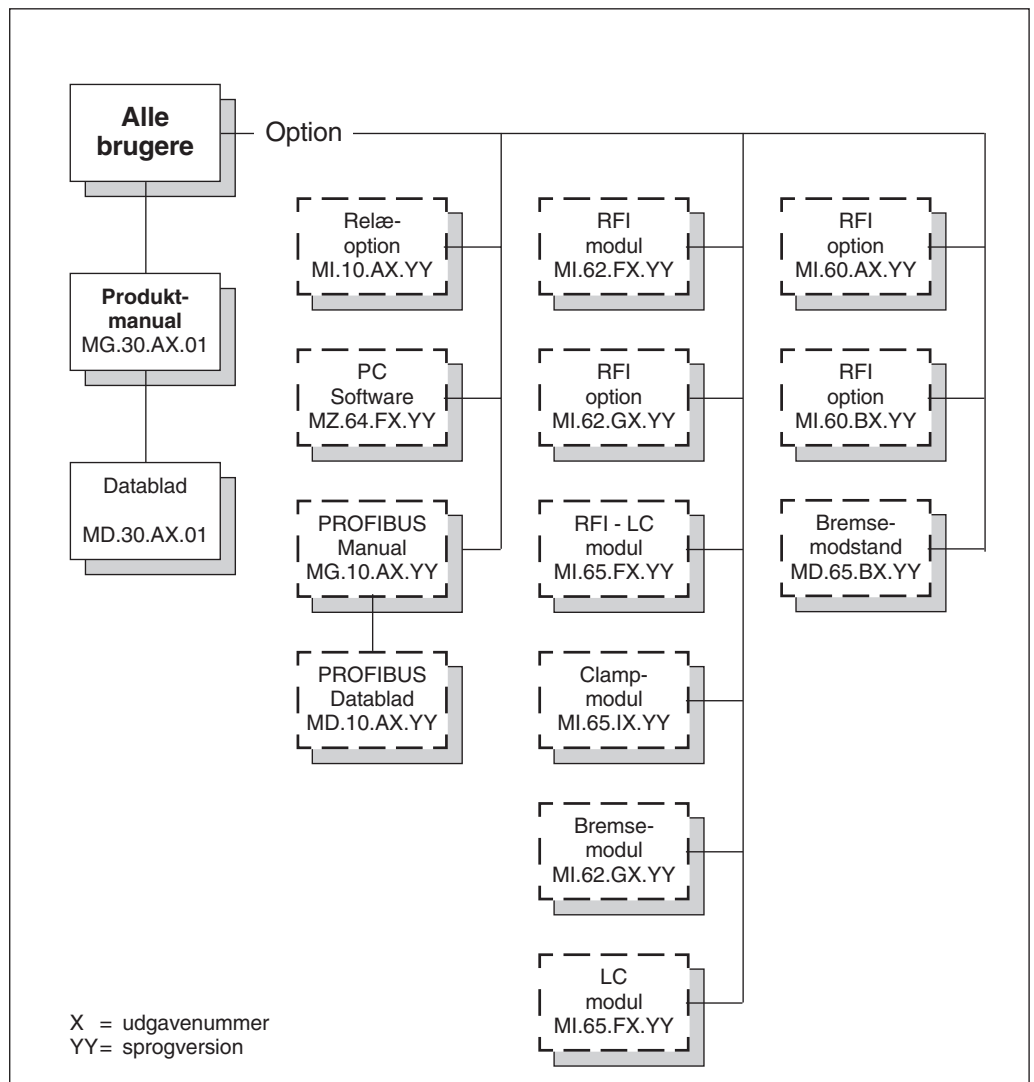 Alle
brugere
Option
Produkt-
manual
MG.30.AX.01
Datablad
MD.30.AX.01
Relæ-
option
MI.10.AX.YY
PC
Software
MZ.64.FX.YY
PROFIBUS
Manual
MG.10.AX.YY
PROFIBUS
Datablad
MD.10.AX.YY
RFI
modul
MI.62.FX.YY
RFI
option
MI.62.GX.YY
RFI - LC
modul
MI.65.FX.YY
Clamp-
modul
MI.65.IX.YY
Bremse-
modul
MI.62.GX.YY
LC
modul
MI.65.FX.YY
RFI
option
MI.60.AX.YY
RFI
option
MI.60.BX.YY
Bremse-
modstand
MD.65.BX.YY
X = udgavenummer
YY= sprogversion